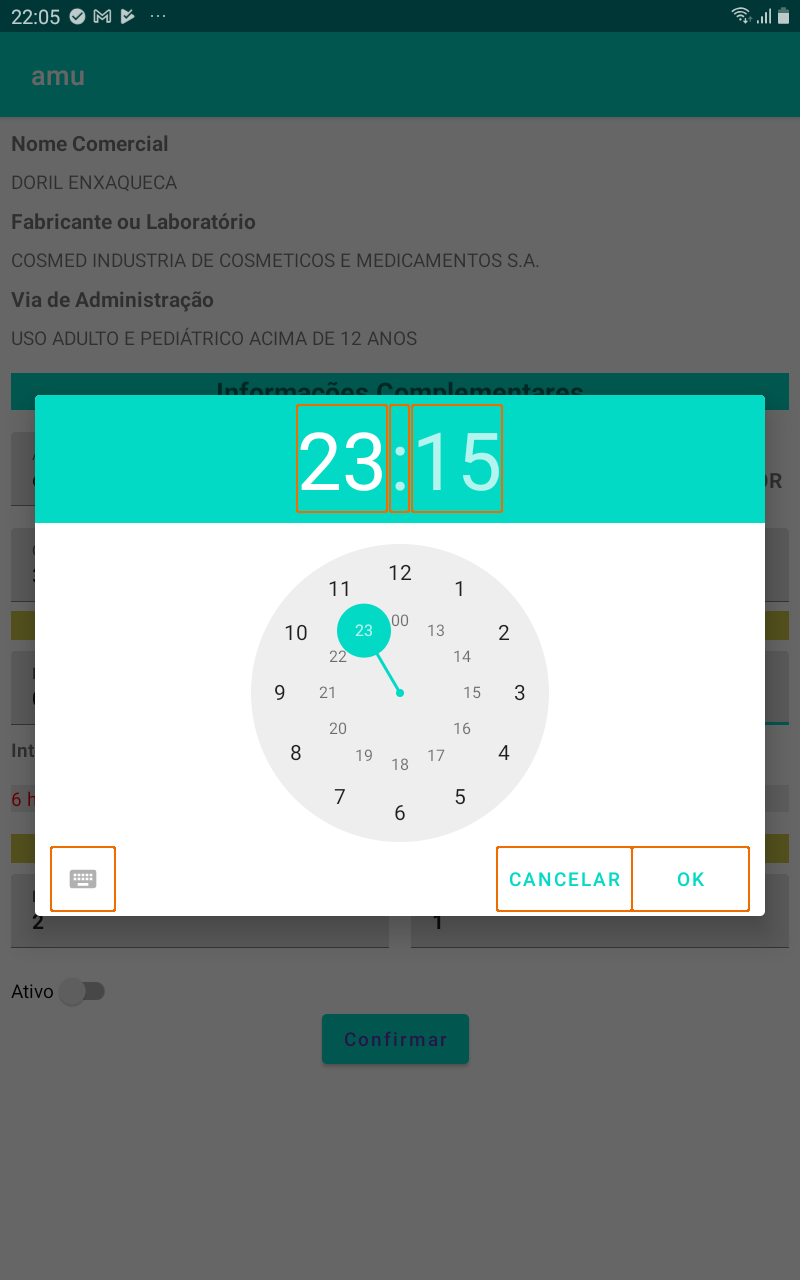 22:05
amu
Nome Comercial
DORIL ENXAQUECA
Fabricante ou Laboratório
COSMED INDUSTRIA DE COSMETICOS E MEDICAMENTOS S.A.
Via de Administração
USO ADULTO E PEDIÁTRICO ACIMA DE 12 ANOS
Informações Complementares
23:15
12
11 1
00
10 23 13 2
22 14
9 21 15 3
20 16
8 19 17 4
18
7 5
6
6 h
CANCELAR OK
2 1
Ativo
Confirmar